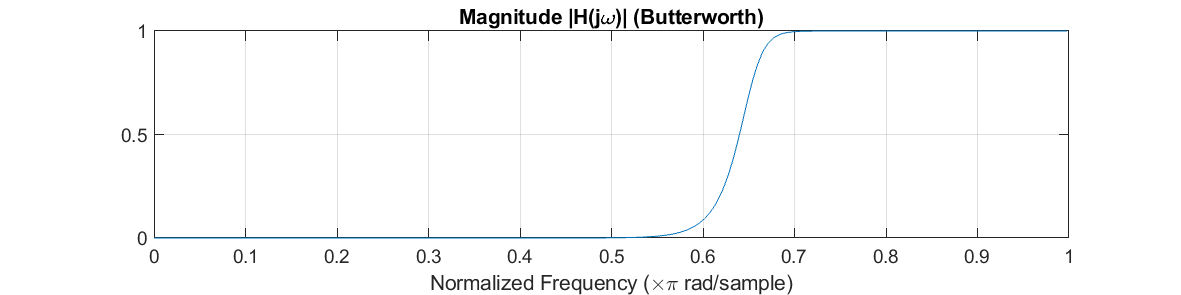 Magnitude |H(jω)| (Butterworth)
1
0.5
0
0 0.1 0.2 0.3 0.4 0.5 0.6 0.7 0.8 0.9 1
Normalized Frequency (×π rad/sample)